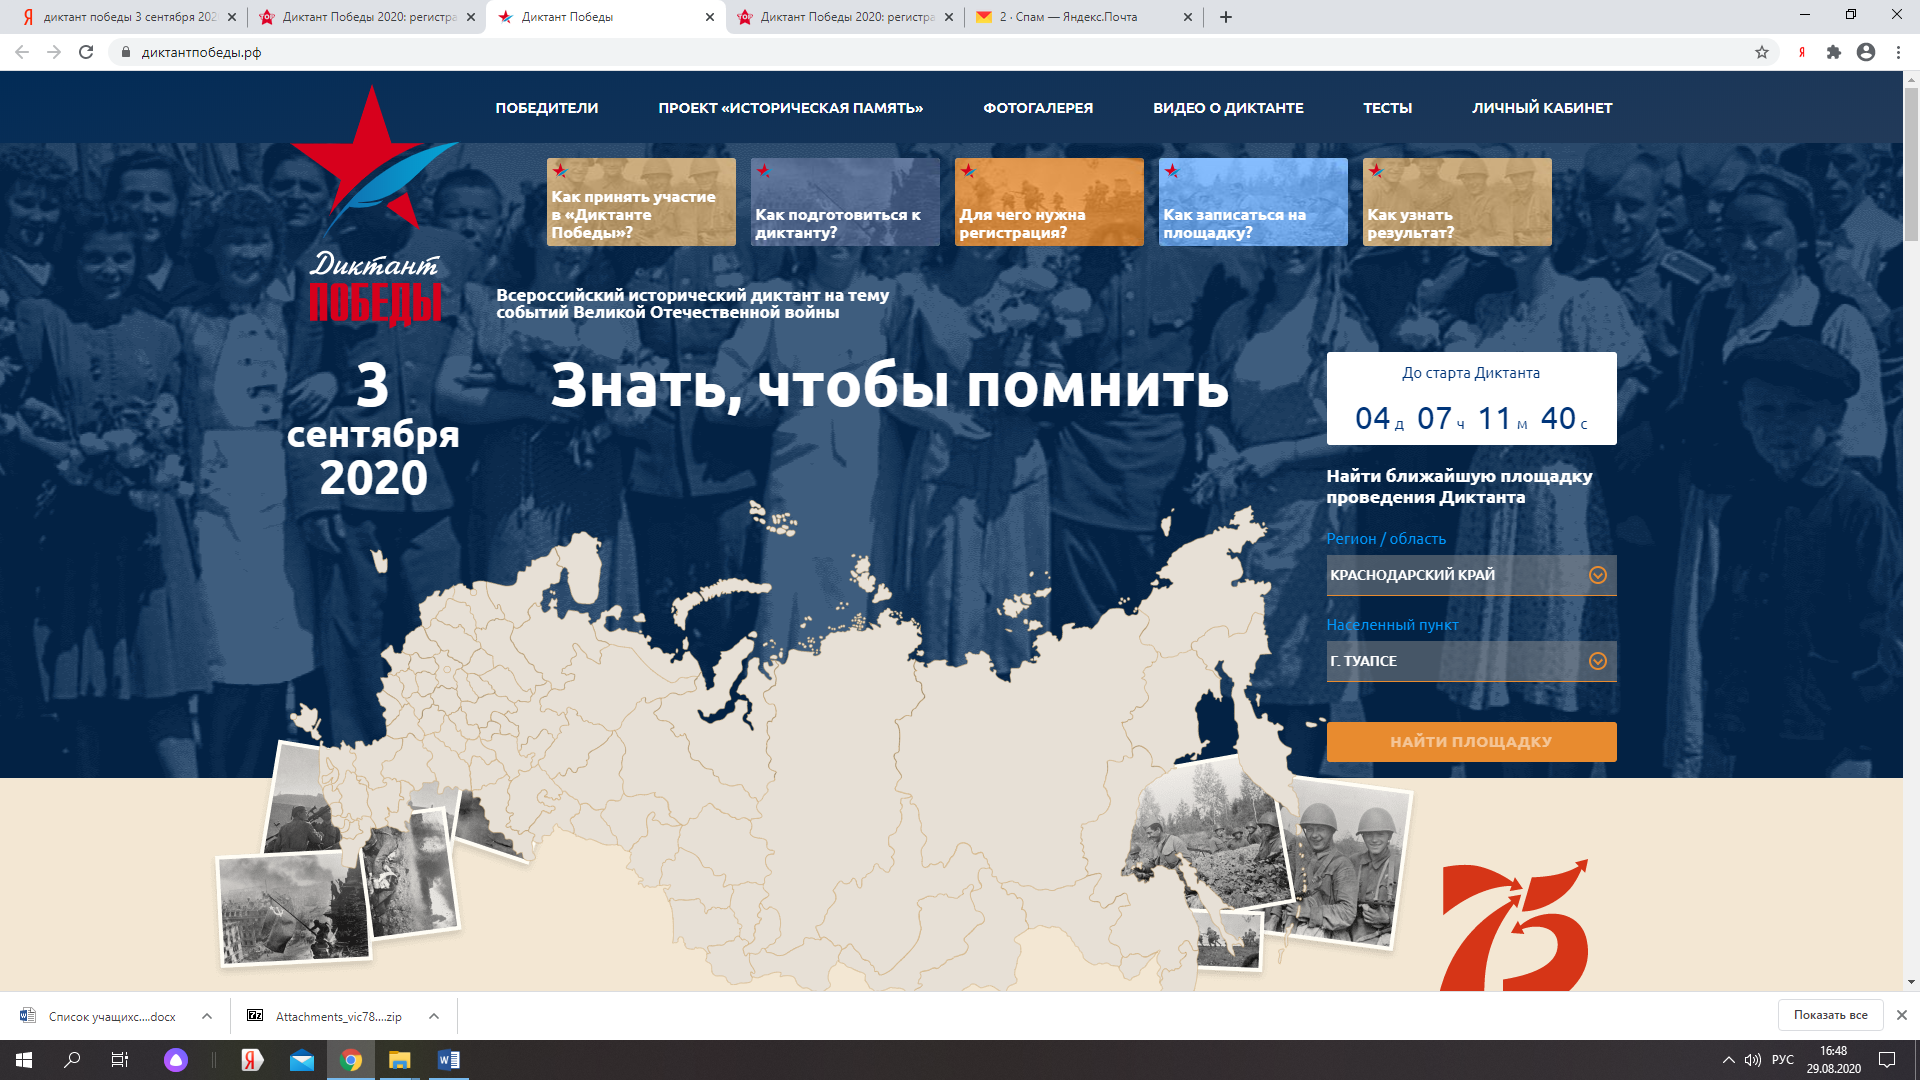 диктант победы 3 сентября 202
Диктант Победы 2020: регистра
Диктант Победы
Диктант Победы 2020: регистра
2 · Спам — Яндекс.Почта
диктантпобеды.рф
ПОБЕДИТЕЛИ
ПРОЕКТ «ИСТОРИЧЕСКАЯ ПАМЯТЬ»
ФОТОГАЛЕРЕЯ
ВИДЕО О ДИКТАНТЕ
ТЕСТЫ
ЛИЧНЫЙ КАБИНЕТ
Как принять участие
в «Диктанте
Победы»?
Как подготовиться к
диктанту?
Для чего нужна
регистрация?
Как записаться на
площадку?
Как узнать
результат?
Диктант
ПОБЕДЫ
Всероссийский исторический диктант на тему
событий Великой Отечественной войны
3
сентября
2020
Знать, чтобы помнить
До старта Диктанта
04 д 07 ч 11 м 40 с
Найти ближайшую площадку
проведения Диктанта
Регион / область
КРАСНОДАРСКИЙ КРАЙ
Населенный пункт
Г. ТУАПСЕ
НАЙТИ ПЛОЩАДКУ
75
Список учащихс....docx
Attachments_vic78....zip
Показать все
РУС
16:48
29.08.2020